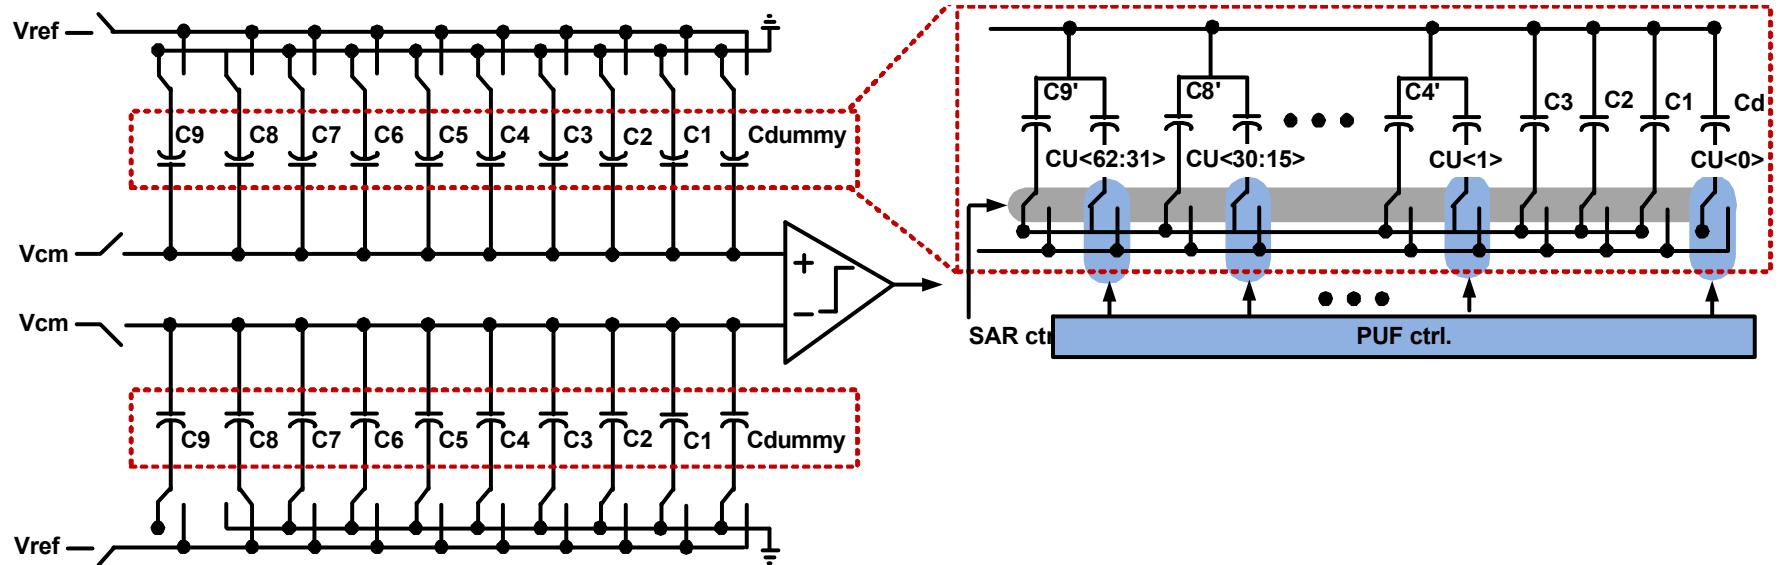 Vref
C9 C8 C7 C6 C5 C4 C3 C2 C1 Cdummy
Vcm
+
−
Vcm
C9 C8 C7 C6 C5 C4 C3 C2 C1 Cdummy
Vref
C9' C8' C4' C3 C2 C1 Cd
CU<62:31> CU<30:15> CU<1> CU<0>
SAR ctr
PUF ctrl.